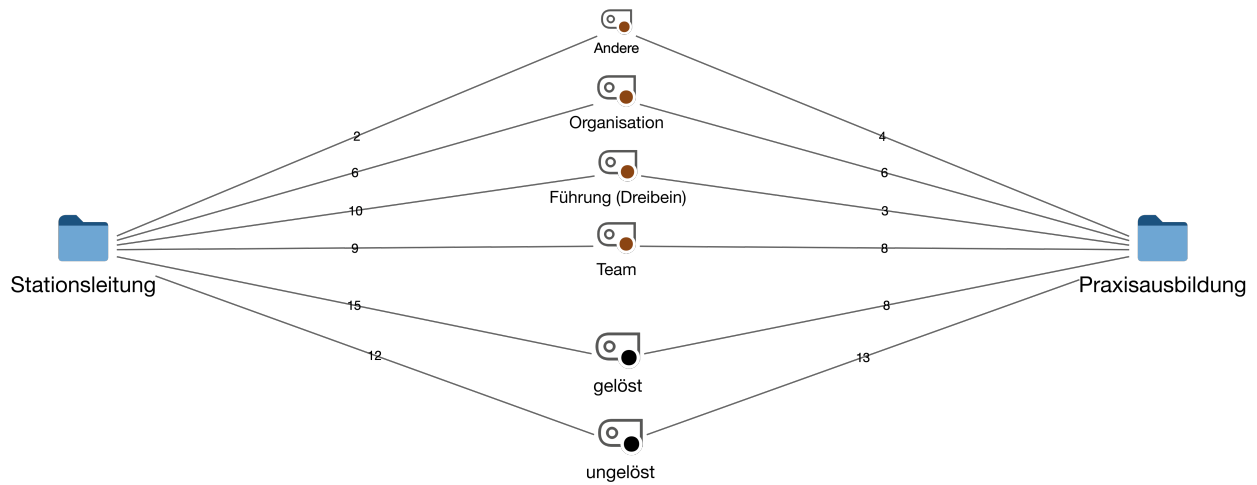 Andere
2
4
Organisation
6
6
Führung (Dreibein)
10
3
9
8
Team
Stationsleitung
Praxisausbildung
15
8
12
13
gelöst
ungelöst